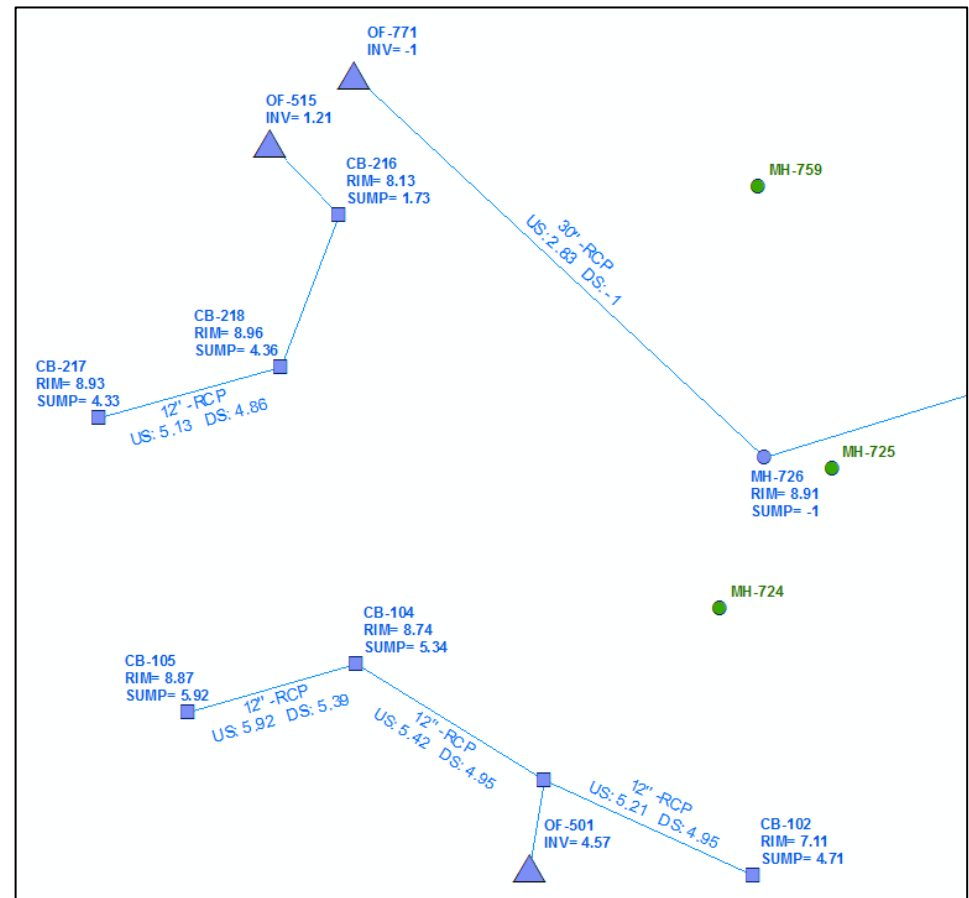 OF-771
INV= -1
OF-515
INV= 1.21
CB-216
RIM= 8.13
SUMP= 1.73
MH-759
30" -RCP
US: 2.83 DS: -1
CB-218
RIM= 8.96
SUMP= 4.36
CB-217
RIM= 8.93
SUMP= 4.33
12" -RCP
US: 5.13 DS: 4.86
MH-725
MH-726
RIM= 8.91
SUMP= -1
MH-724
CB-104
RIM= 8.74
SUMP= 5.34
CB-105
RIM= 8.87
SUMP= 5.92
12" -RCP
US: 5.92 DS: 5.39
12" -RCP
US: 5.42 DS: 4.95
12" -RCP
US: 5.21 DS: 4.95
OF-501
INV= 4.57
CB-102
RIM= 7.11
SUMP= 4.71